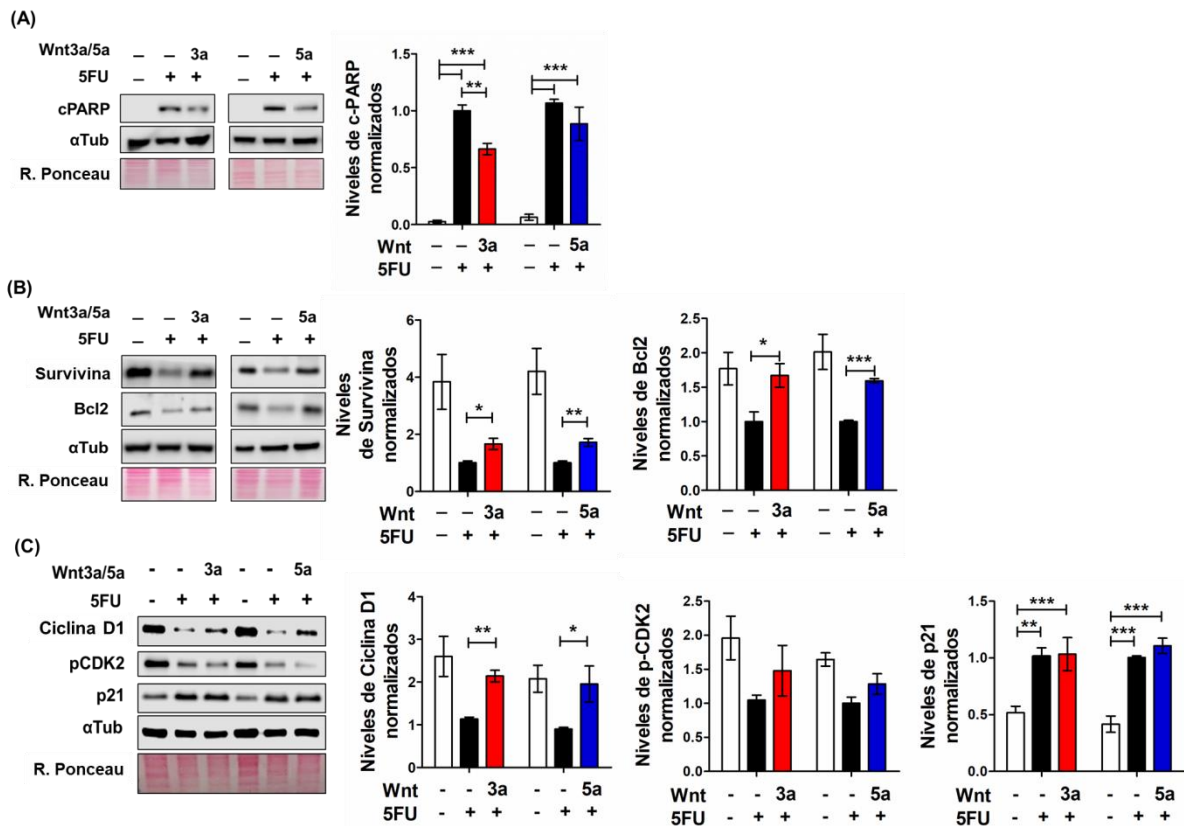 (A)
Wnt3a/5a – – 3a – – 5a
5FU – + + – + +
cPARP
αTub
R. Ponceau
Niveles de c-PARP
normalizados
1.5
1.0
0.5
0.0
*** ** ***
Wnt – – 3a – – 5a
5FU – + + – + +
(B)
Wnt3a/5a – – 3a – – 5a
5FU – + + – + +
Survivina
Bcl2
αTub
R. Ponceau
Niveles
de Survivina
normalizados
6
4
2
0
* **
Wnt – – 3a – – 5a
5FU – + + – + +
Niveles de Bcl2
normalizados
2.5
2.0
1.5
1.0
0.5
0.0
* ***
Wnt – – 3a – – 5a
5FU – + + – + +
(C)
Wnt3a/5a - - 3a - - 5a
5FU - + + - + +
Ciclina D1
pCDK2
p21
αTub
R. Ponceau
Niveles de Ciclina D1
normalizados
4
3
2
1
0
** *
Wnt - - 3a - - 5a
5FU - + + - + +
Niveles de p-CDK2
normalizados
2.5
2.0
1.5
1.0
0.5
0.0
Wnt - - 3a - - 5a
5FU - + + - + +
Niveles de p21
normalizados
1.5
1.0
0.5
0.0
*** ** *** ***
Wnt - - 3a - - 5a
5FU - + + - + +